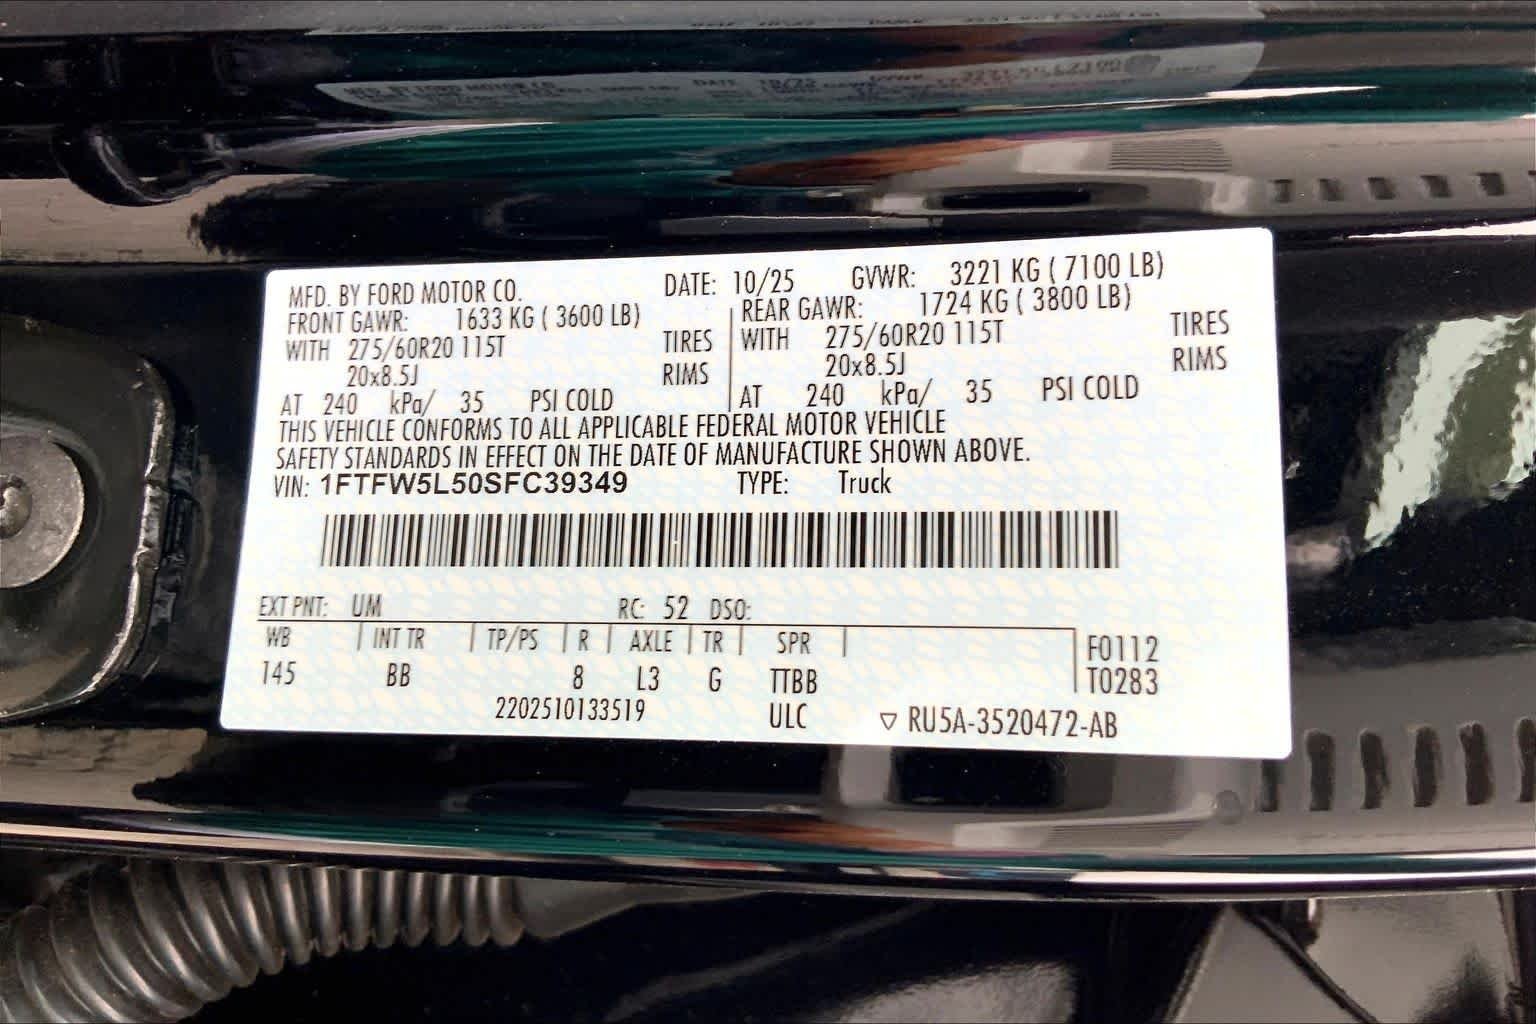 MFD. BY FORD MOTOR CO. DATE: 10/25 GVWR: 3221 KG ( 7100 LB)
FRONT GAWR: 1633 KG ( 3600 LB) REAR GAWR: 1724 KG ( 3800 LB)
WITH 275/60R20 115T TIRES WITH 275/60R20 115T TIRES
20x8.5J RIMS 20x8.5J RIMS
AT 240 kPa/ 35 PSI COLD AT 240 kPa/ 35 PSI COLD
THIS VEHICLE CONFORMS TO ALL APPLICABLE FEDERAL MOTOR VEHICLE
SAFETY STANDARDS IN EFFECT ON THE DATE OF MANUFACTURE SHOWN ABOVE.
VIN: 1FTFW5L50SFC39349 TYPE: Truck
EXT PNT: UM RC: 52 DSO:
WB INT TR TP/PS R AXLE TR SPR F0112
145 BB 8 L3 G TTBB T0283
2202510133519 ULC ▽ RU5A-3520472-AB